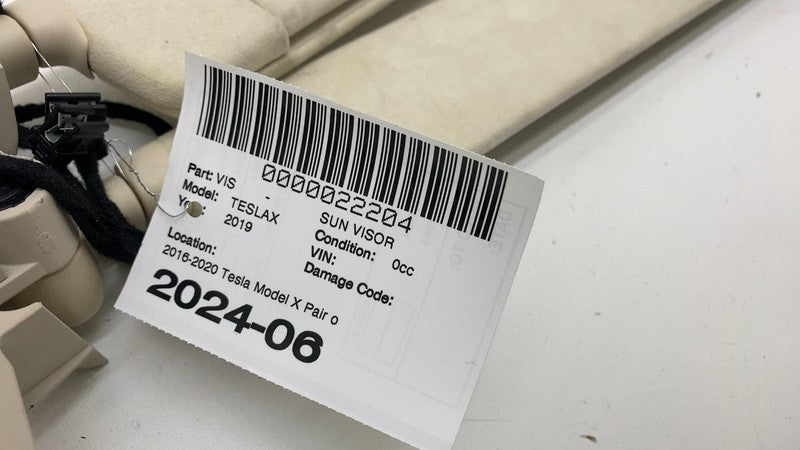 0000022204
Part: VIS - SUN VISOR
Model: TESLAX Condition: 0cc
2019 VIN:
Damage Code:
Location:
2016-2020 Tesla Model X Pair o
2024-06